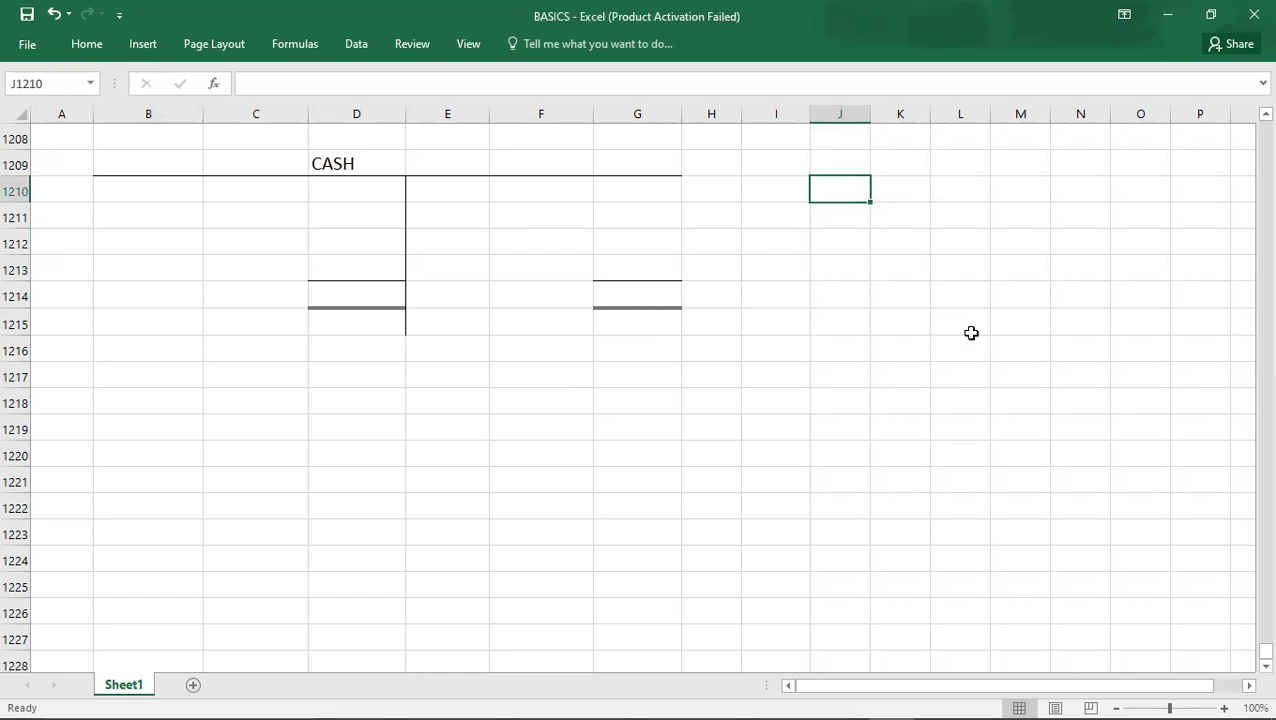 BASICS - Excel (Product Activation Failed)
File Home Insert Page Layout Formulas Data Review View Tell me what you want to do... Share
J1210 fx
A B C D E F G H I J K L M N O P
1208
1209 CASH
1210
1211
1212
1213
1214
1215
1216
1217
1218
1219
1220
1221
1222
1223
1224
1225
1226
1227
1228
Sheet1
Ready 100%